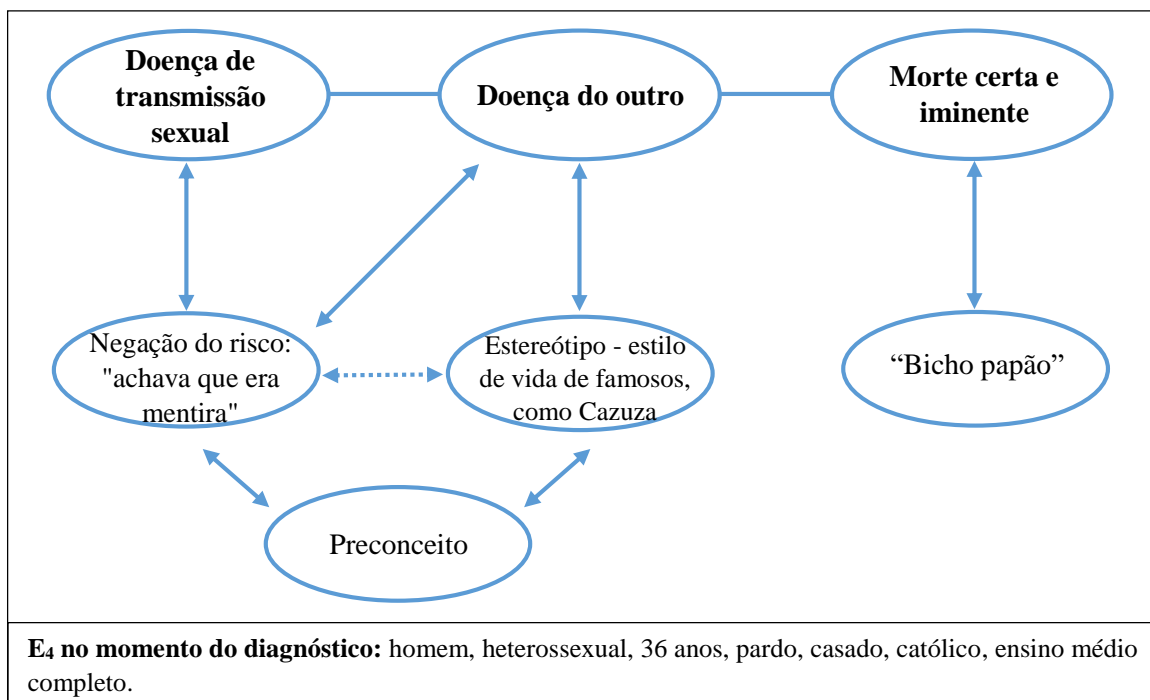 Doença de
transmissão
sexual
Doença do outro
Morte certa e
iminente
Negação do risco:
"achava que era
mentira"
Estereótipo - estilo
de vida de famosos,
como Cazuza
“Bicho papão”
Preconceito
E₄ no momento do diagnóstico: homem, heterossexual, 36 anos, pardo, casado, católico, ensino médio
completo.